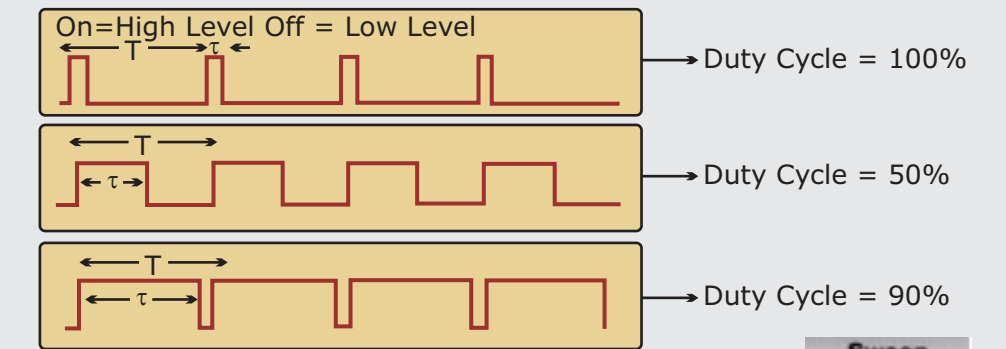 On=High Level Off = Low Level
T τ
Duty Cycle = 100%
T
τ
Duty Cycle = 50%
T
τ
Duty Cycle = 90%